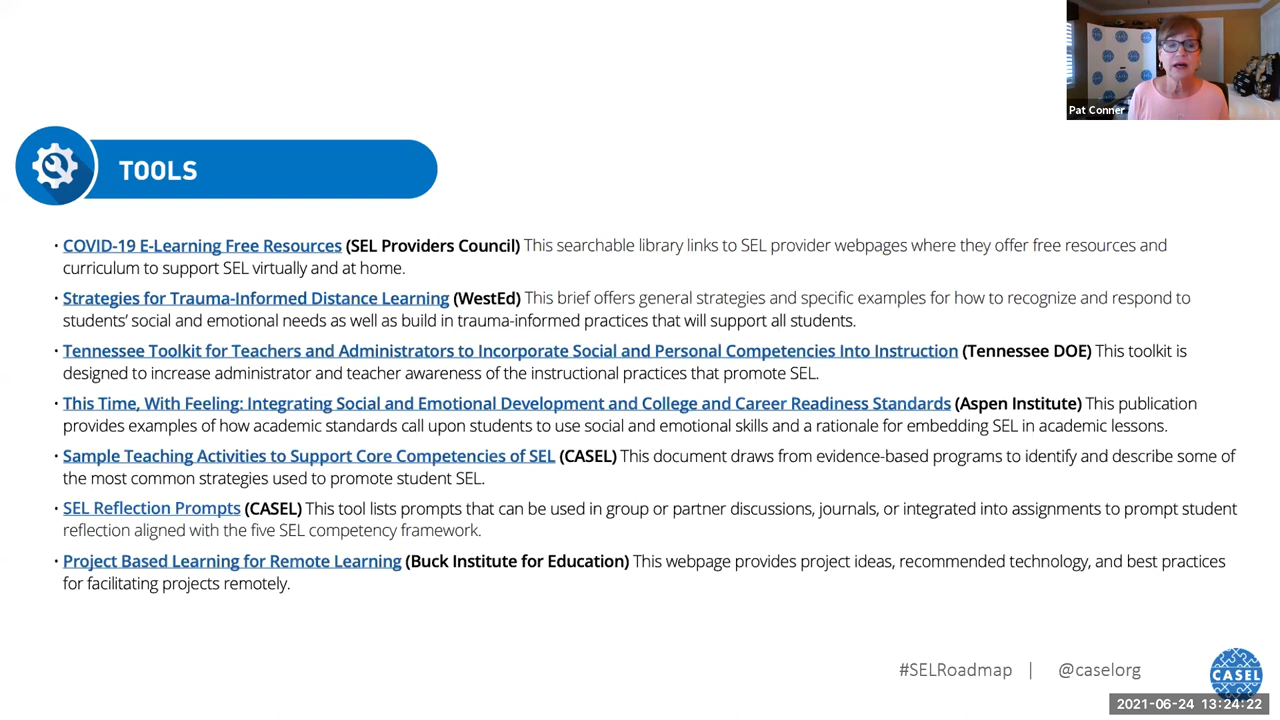 Pat Conner
TOOLS
· COVID-19 E-Learning Free Resources (SEL Providers Council) This searchable library links to SEL provider webpages where they offer free resources and
curriculum to support SEL virtually and at home.
· Strategies for Trauma-Informed Distance Learning (WestEd) This brief offers general strategies and specific examples for how to recognize and respond to
students’ social and emotional needs as well as build in trauma-informed practices that will support all students.
· Tennessee Toolkit for Teachers and Administrators to Incorporate Social and Personal Competencies Into Instruction (Tennessee DOE) This toolkit is
designed to increase administrator and teacher awareness of the instructional practices that promote SEL.
· This Time, With Feeling: Integrating Social and Emotional Development and College and Career Readiness Standards (Aspen Institute) This publication
provides examples of how academic standards call upon students to use social and emotional skills and a rationale for embedding SEL in academic lessons.
· Sample Teaching Activities to Support Core Competencies of SEL (CASEL) This document draws from evidence-based programs to identify and describe some of
the most common strategies used to promote student SEL.
· SEL Reflection Prompts (CASEL) This tool lists prompts that can be used in group or partner discussions, journals, or integrated into assignments to prompt student
reflection aligned with the five SEL competency framework.
· Project Based Learning for Remote Learning (Buck Institute for Education) This webpage provides project ideas, recommended technology, and best practices
for facilitating projects remotely.
#SELRoadmap | @caselorg
CASEL
2021-06-24 13:24:22